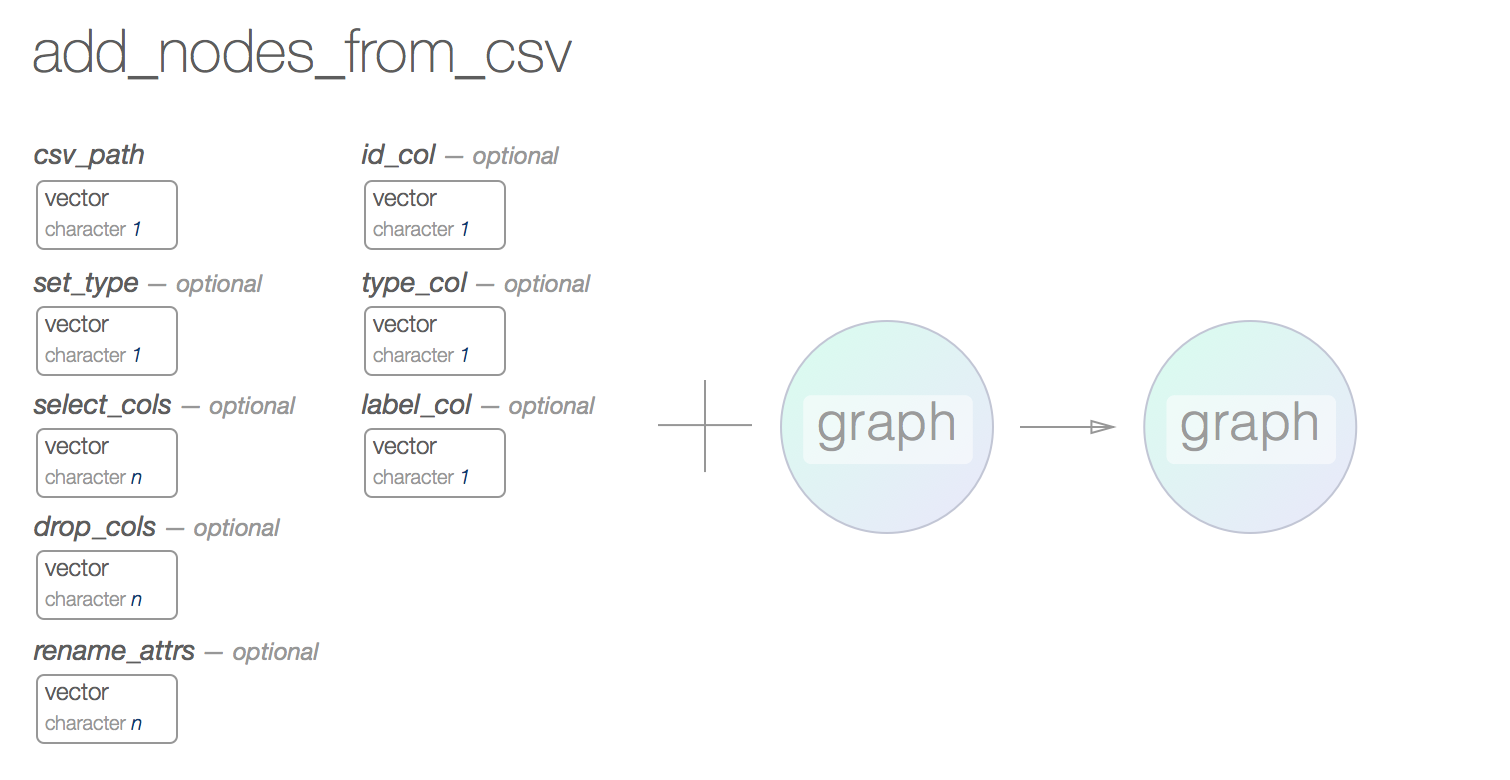 add_nodes_from_csv
csv_path
vector
character 1
id_col — optional
vector
character 1
set_type — optional
vector
character 1
type_col — optional
vector
character 1
select_cols — optional
vector
character n
label_col — optional
vector
character 1
drop_cols — optional
vector
character n
rename_attrs — optional
vector
character n
graph
graph